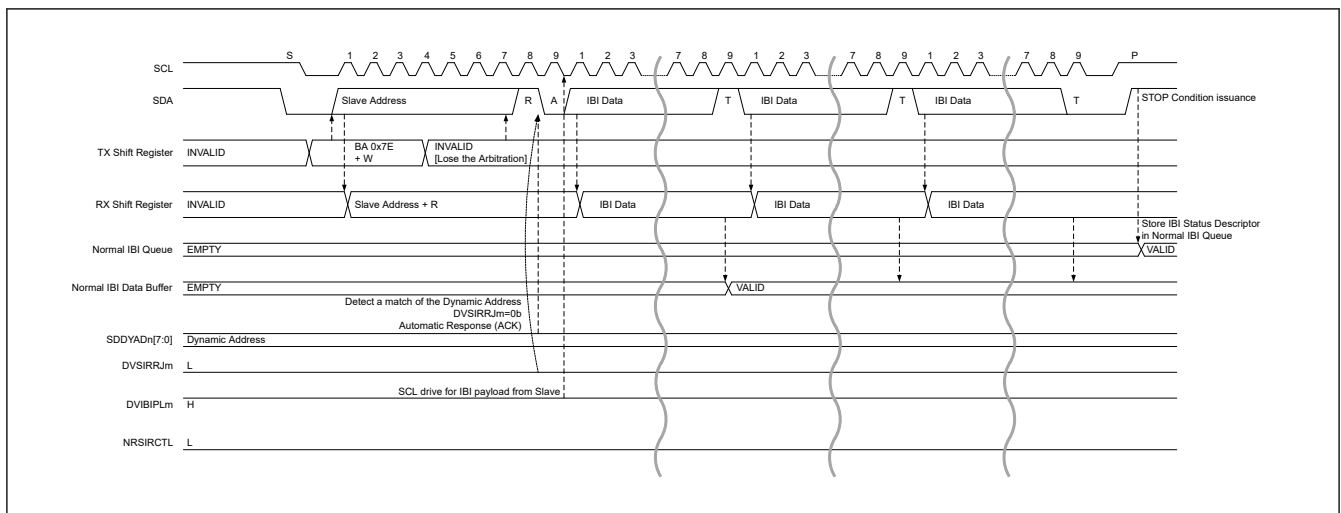 S 1 2 3 4 5 6 7 8 9 1 2 3 7 8 9 1 2 3 7 8 9 1 2 3 7 8 9 P
SCL
SDA Slave Address R A IBI Data T IBI Data T IBI Data T STOP Condition issuance
TX Shift Register INVALID BA 0x7E
+ W
INVALID
[Lose the Arbitration]
RX Shift Register INVALID Slave Address + R IBI Data IBI Data IBI Data
Store IBI Status Descriptor
in Normal IBI Queue
Normal IBI Queue EMPTY VALID
Normal IBI Data Buffer EMPTY VALID
Detect a match of the Dynamic Address
DVSIRRJm=0b
Automatic Response (ACK)
SDDYADn[7:0] Dynamic Address
DVSIRRJm L
SCL drive for IBI payload from Slave
DVIBIPLm H
NRSIRCTL L